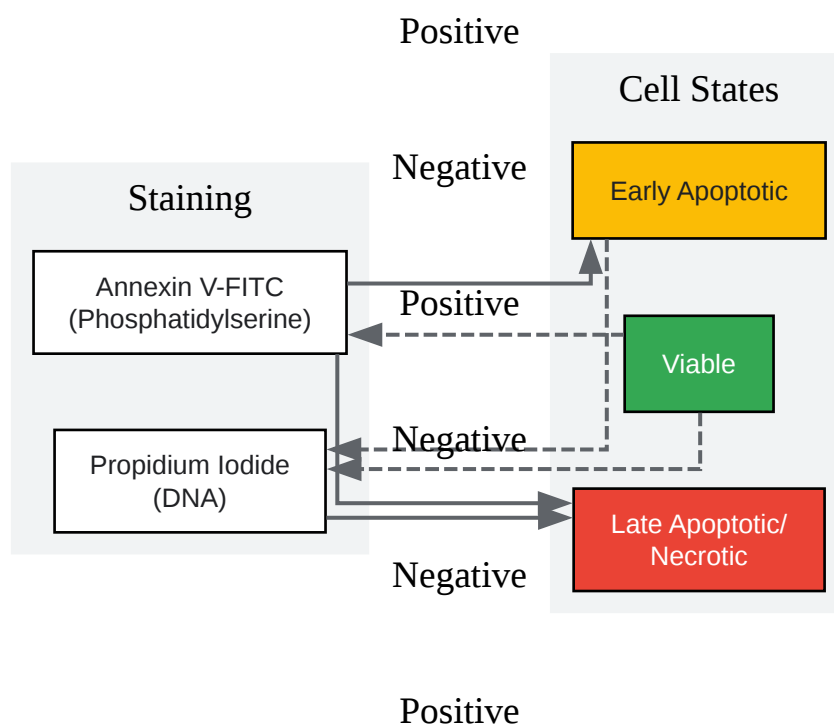 Positive
Cell States
Negative
Early Apoptotic
Staining
Annexin V-FITC
(Phosphatidylserine)
Positive
Viable
Negative
Propidium Iodide
(DNA)
Late Apoptotic/
Necrotic
Negative
Positive